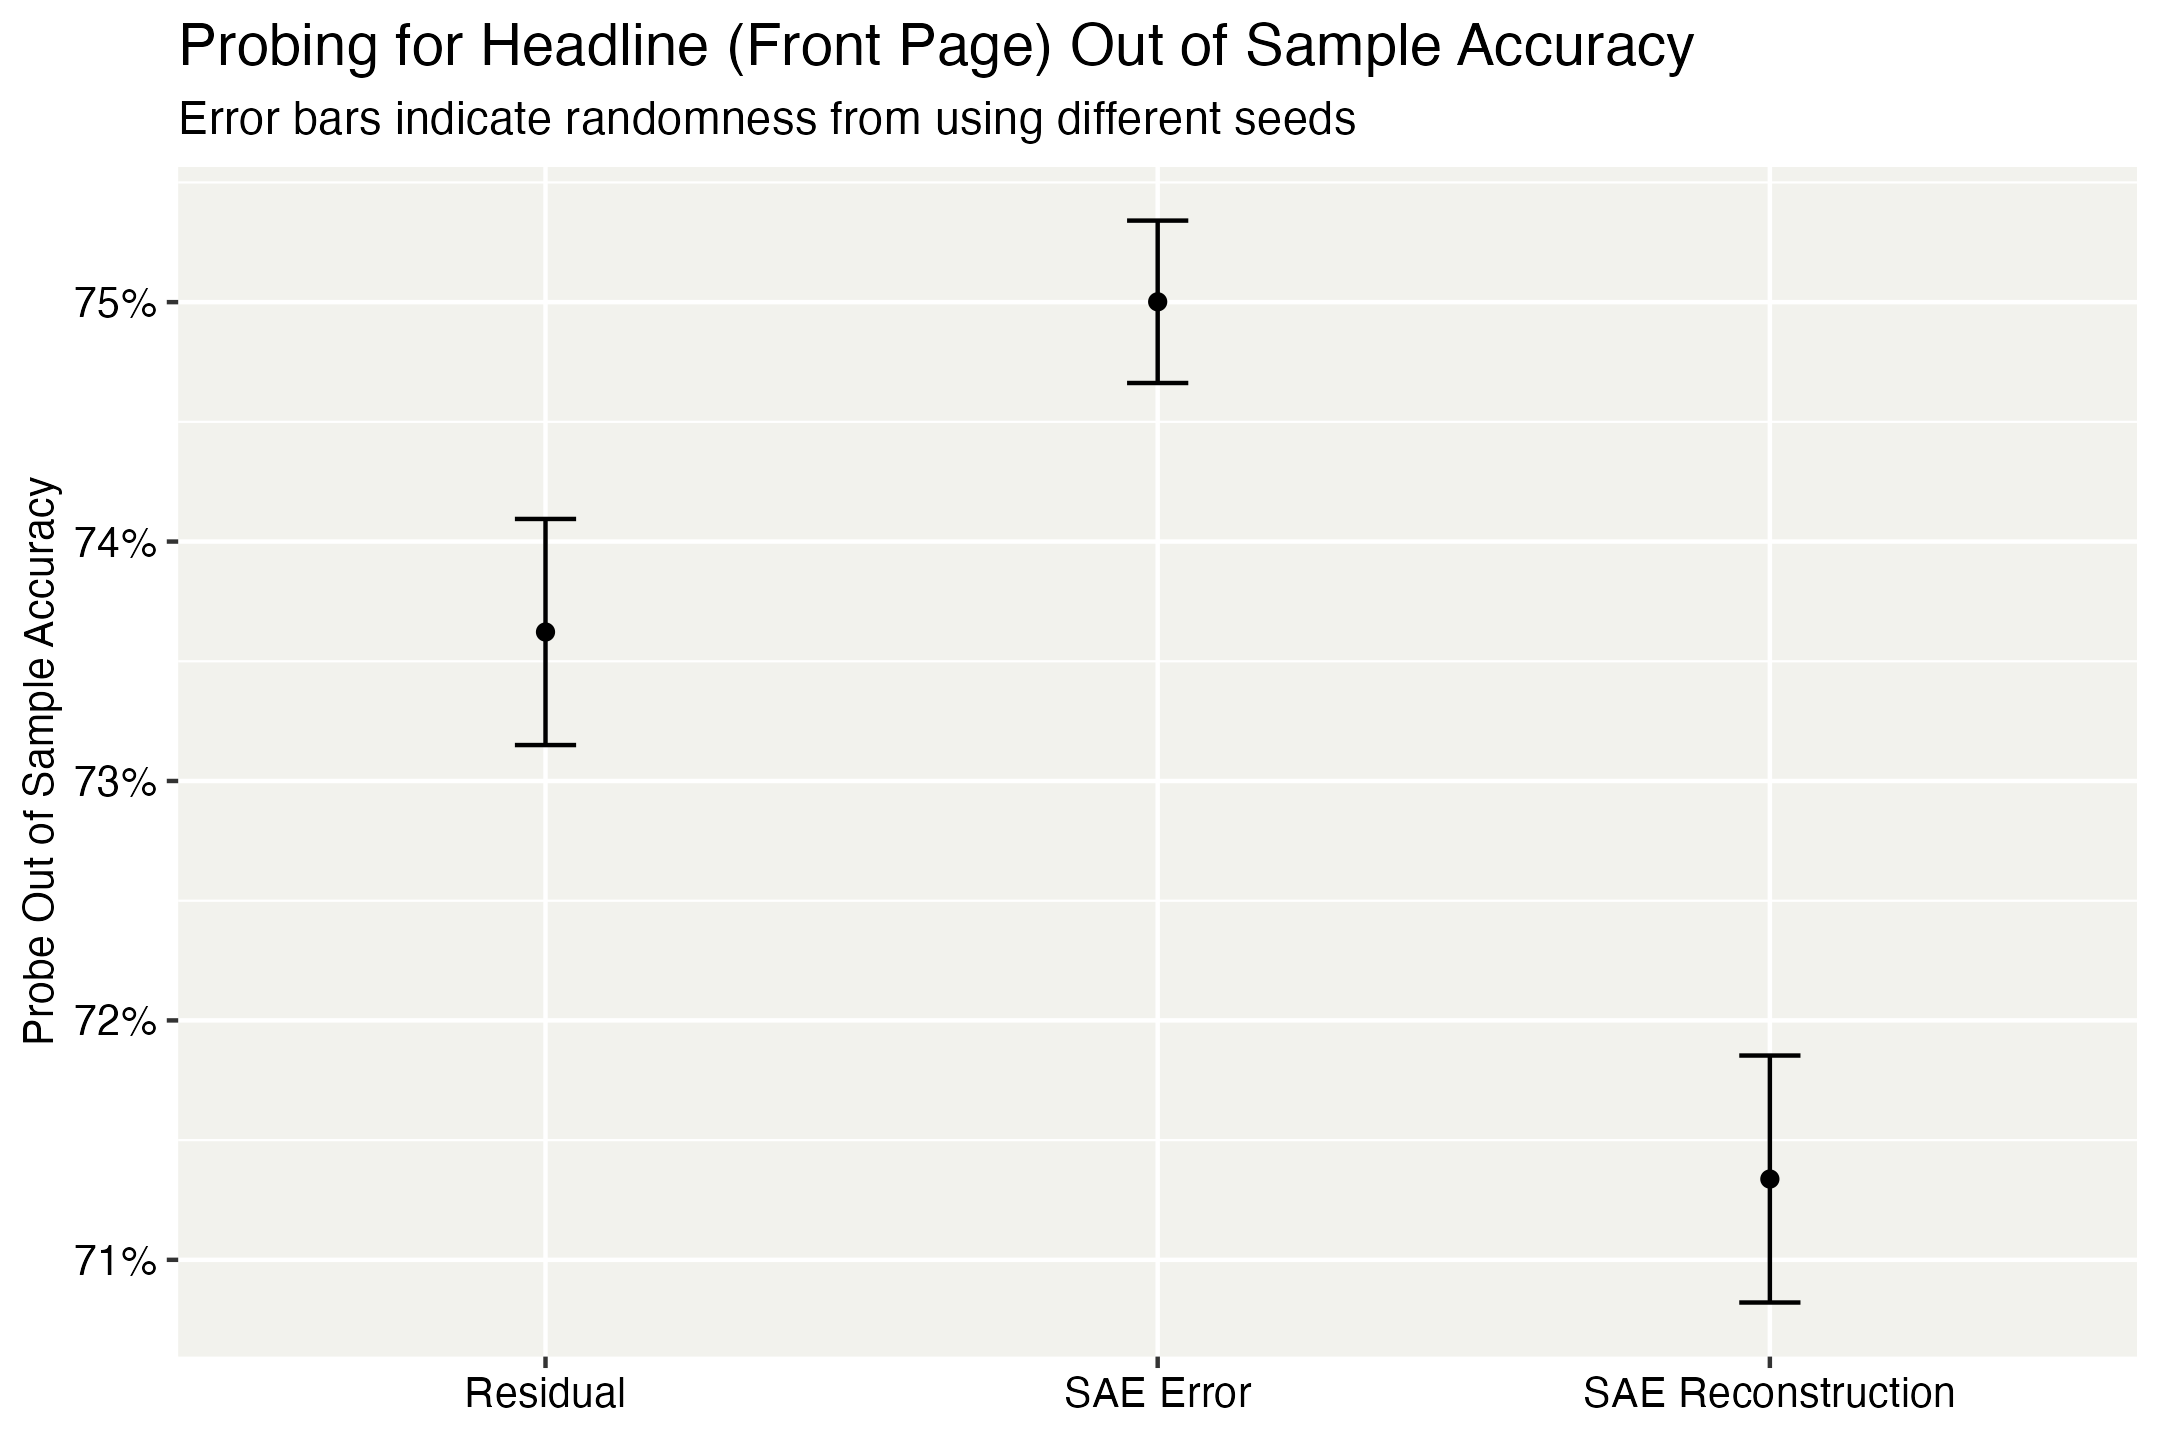 Probing for Headline (Front Page) Out of Sample Accuracy
Error bars indicate randomness from using different seeds
Probe Out of Sample Accuracy
75%
74%
73%
72%
71%
Residual
SAE Error
SAE Reconstruction